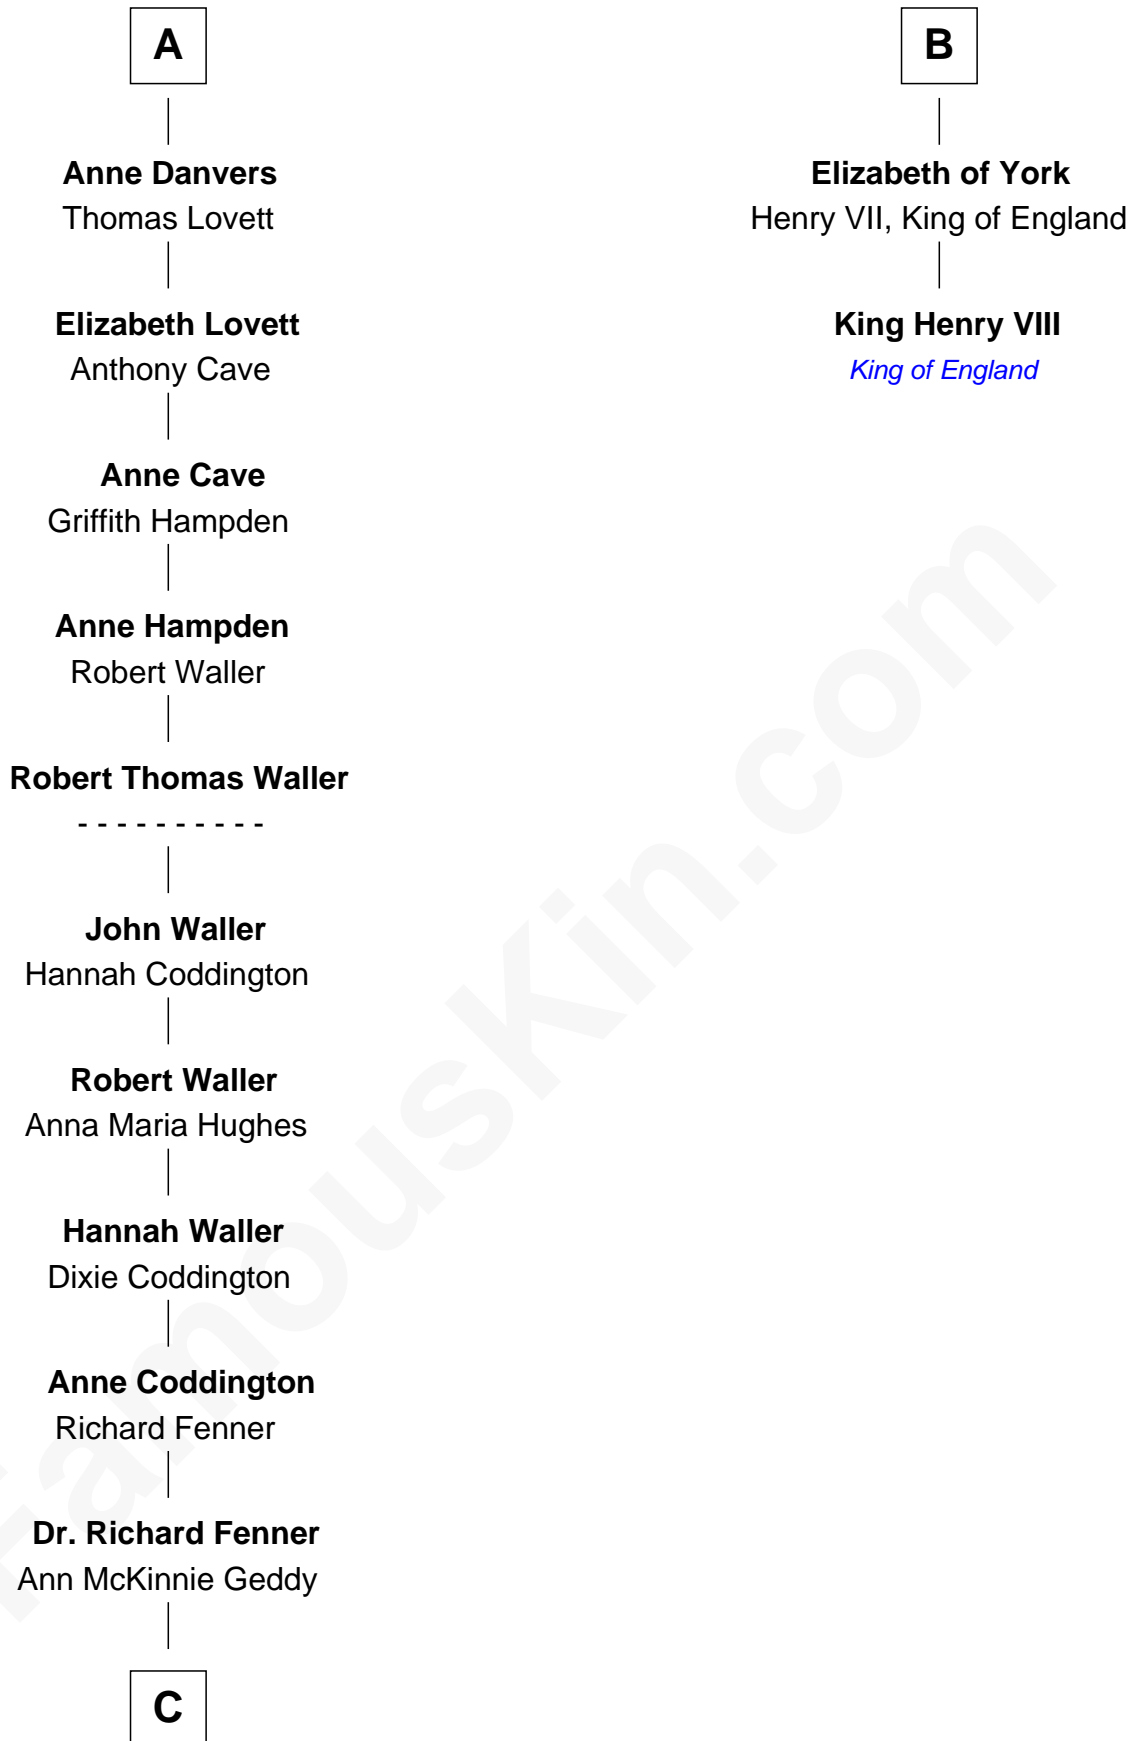 A
B
Anne Danvers
Thomas Lovett
Elizabeth of York
Henry VII, King of England
Elizabeth Lovett
Anthony Cave
King Henry VIII
King of England
Anne Cave
Griffith Hampden
Anne Hampden
Robert Waller
Robert Thomas Waller
- - - - - - - - - -
John Waller
Hannah Coddington
Robert Waller
Anna Maria Hughes
Hannah Waller
Dixie Coddington
Anne Coddington
Richard Fenner
Dr. Richard Fenner
Ann McKinnie Geddy
C
FamousKin.com